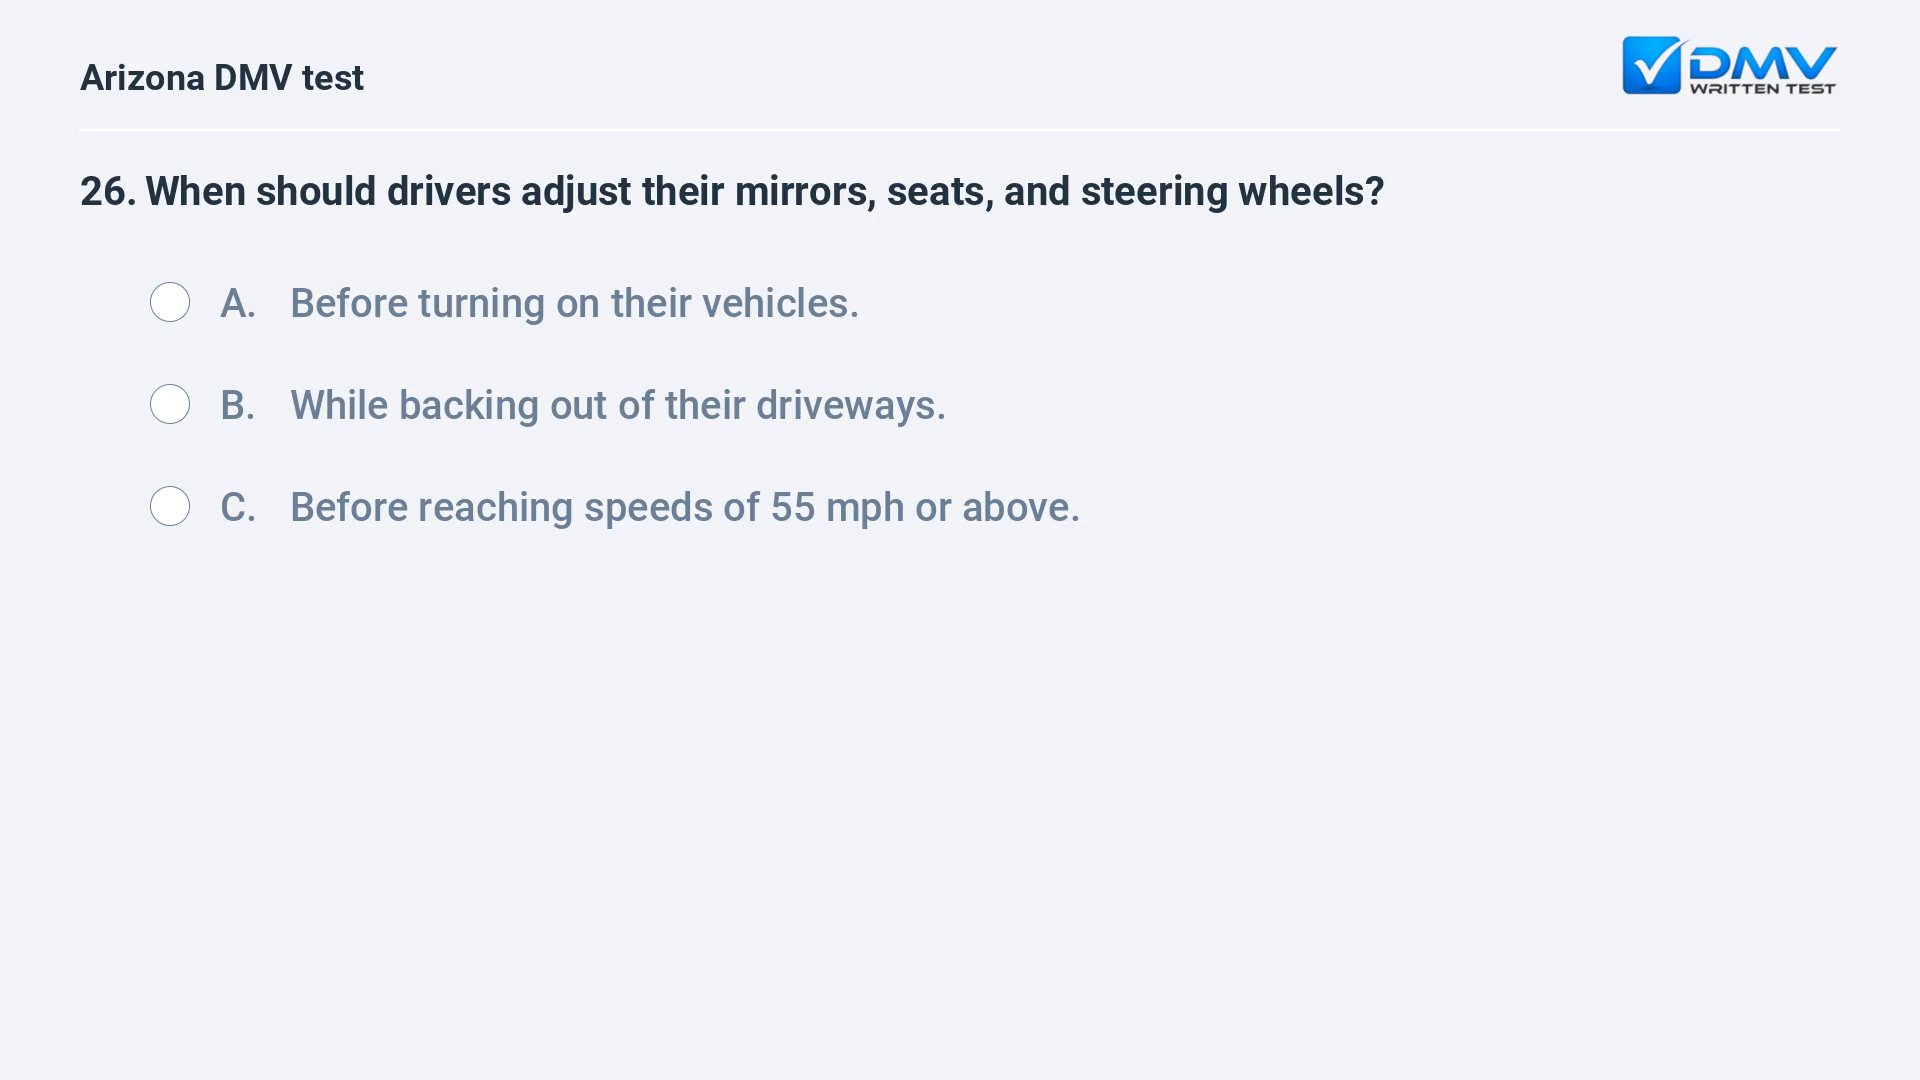 Arizona DMV test
DMV
WRITTEN TEST
26. When should drivers adjust their mirrors, seats, and steering wheels?
A. Before turning on their vehicles.
B. While backing out of their driveways.
C. Before reaching speeds of 55 mph or above.